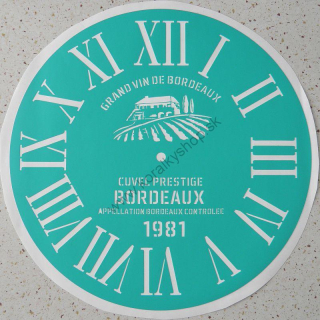 XII
I
II
III
IV
V
VI
VII
VIII
IX
X
XI
GRAND VIN DE BORDEAUX
CUVEE PRESTIGE
BORDEAUX
APPELLATION BORDEAUX CONTROLEE
1981